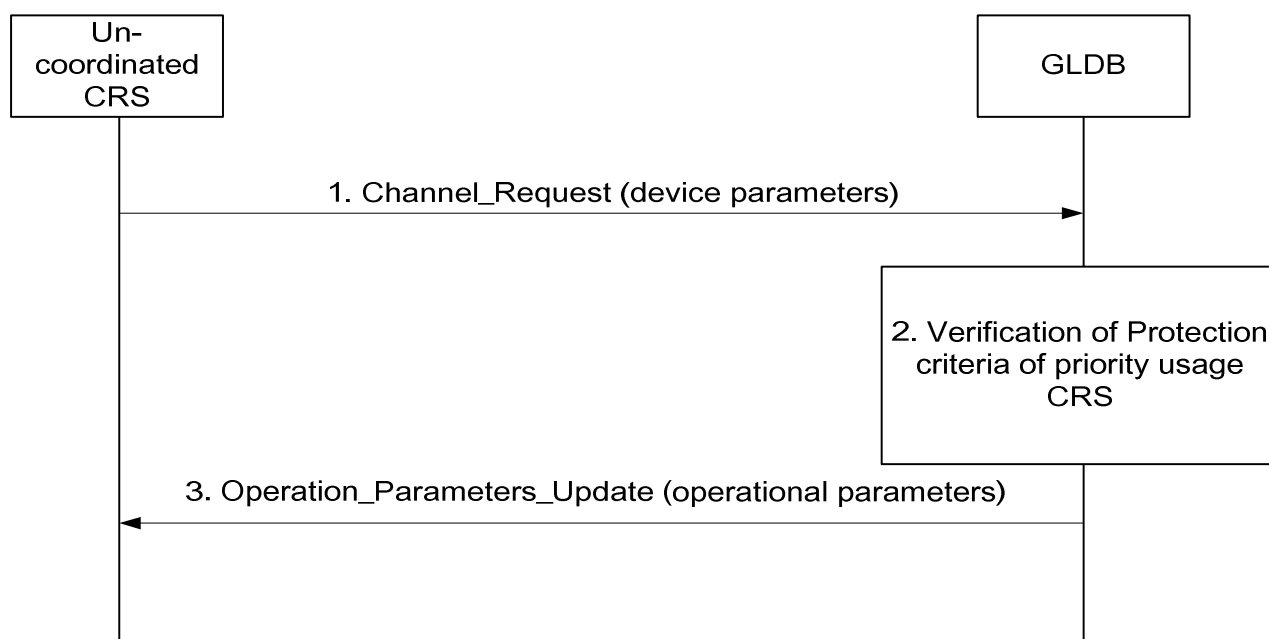 Un-
coordinated
CRS
GLDB
1. Channel_Request (device parameters)
2. Verification of Protection
criteria of priority usage
CRS
3. Operation_Parameters_Update (operational parameters)